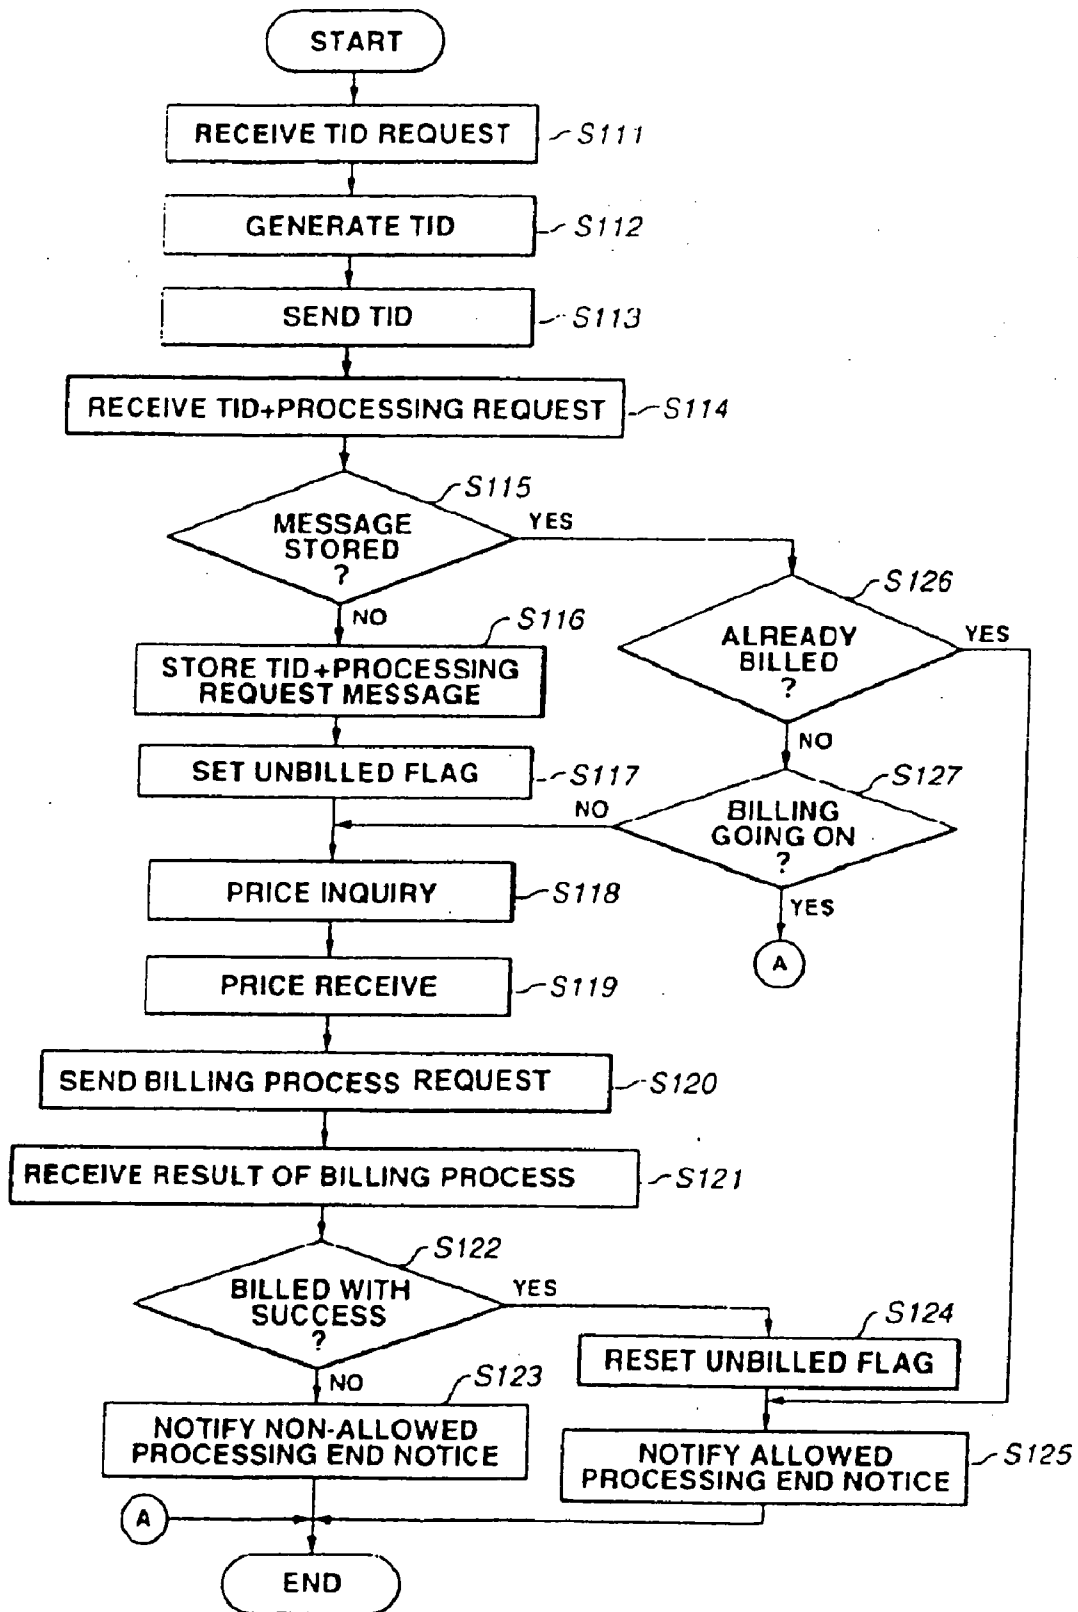 START
RECEIVE TID REQUEST
S111
GENERATE TID
S112
SEND TID
S113
RECEIVE TID+PROCESSING REQUEST
S114
S115
MESSAGE
STORED
?
YES
NO
S126
ALREADY
BILLED
?
YES
NO
S116
STORE TID+PROCESSING
REQUEST MESSAGE
SET UNBILLED FLAG
S117
S127
BILLING
GOING ON
?
NO
YES
A
PRICE INQUIRY
S118
PRICE RECEIVE
S119
SEND BILLING PROCESS REQUEST
S120
RECEIVE RESULT OF BILLING PROCESS
S121
S122
BILLED WITH
SUCCESS
?
YES
NO
S124
RESET UNBILLED FLAG
S123
NOTIFY NON-ALLOWED
PROCESSING END NOTICE
NOTIFY ALLOWED
PROCESSING END NOTICE
S125
A
END